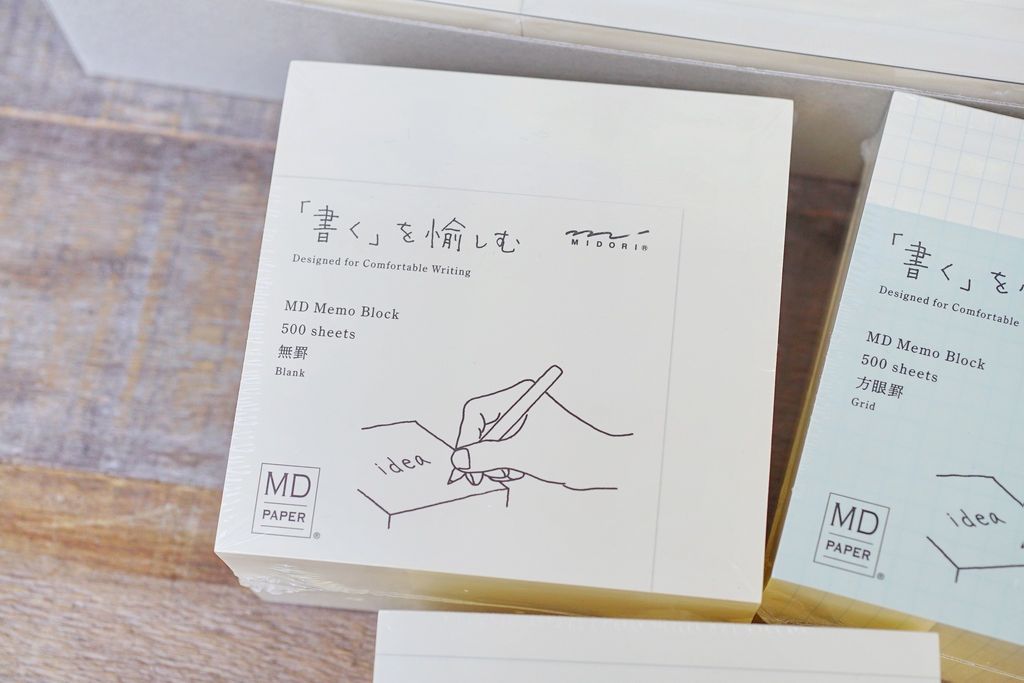 「書く」を愉しむ
Designed for Comfortable Writing
MIDORI®
MD Memo Block
500 sheets
無罫
Blank
idea
MD
PAPER
®
「書く」を
Designed for Comfortable
MD Memo Block
500 sheets
方眼罫
Grid
idea
MD
PAPER
®